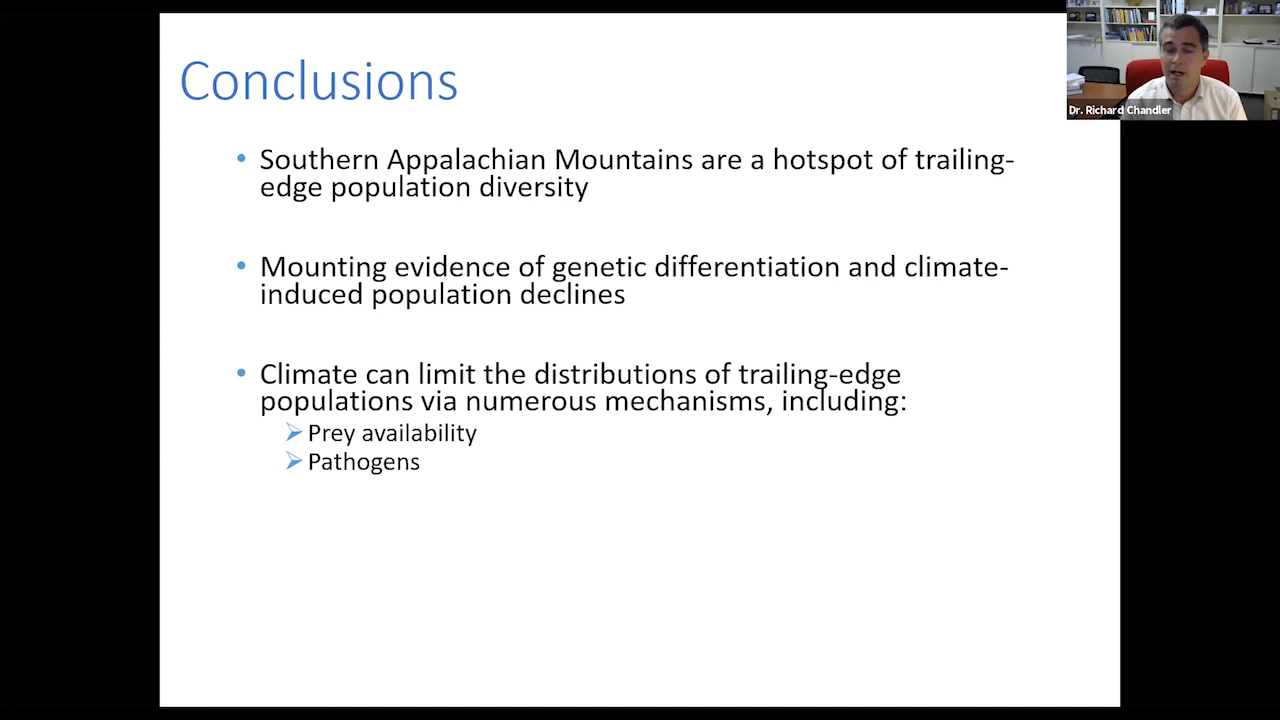 Conclusions
Dr. Richard Chandler
• Southern Appalachian Mountains are a hotspot of trailing-
edge population diversity
• Mounting evidence of genetic differentiation and climate-
induced population declines
• Climate can limit the distributions of trailing-edge
populations via numerous mechanisms, including:
➢ Prey availability
➢ Pathogens